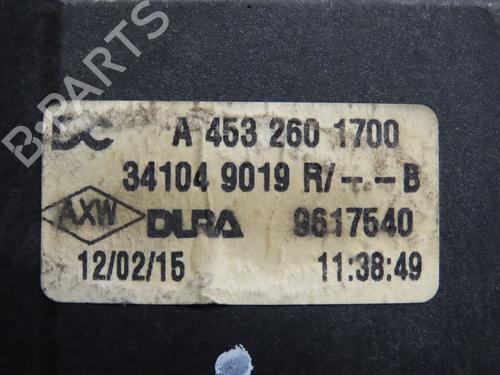 B-PARTS
DC A 453 260 1700
34104 9019 R/--.--B
AXW DURA 9617540
12/02/15 11:38:49